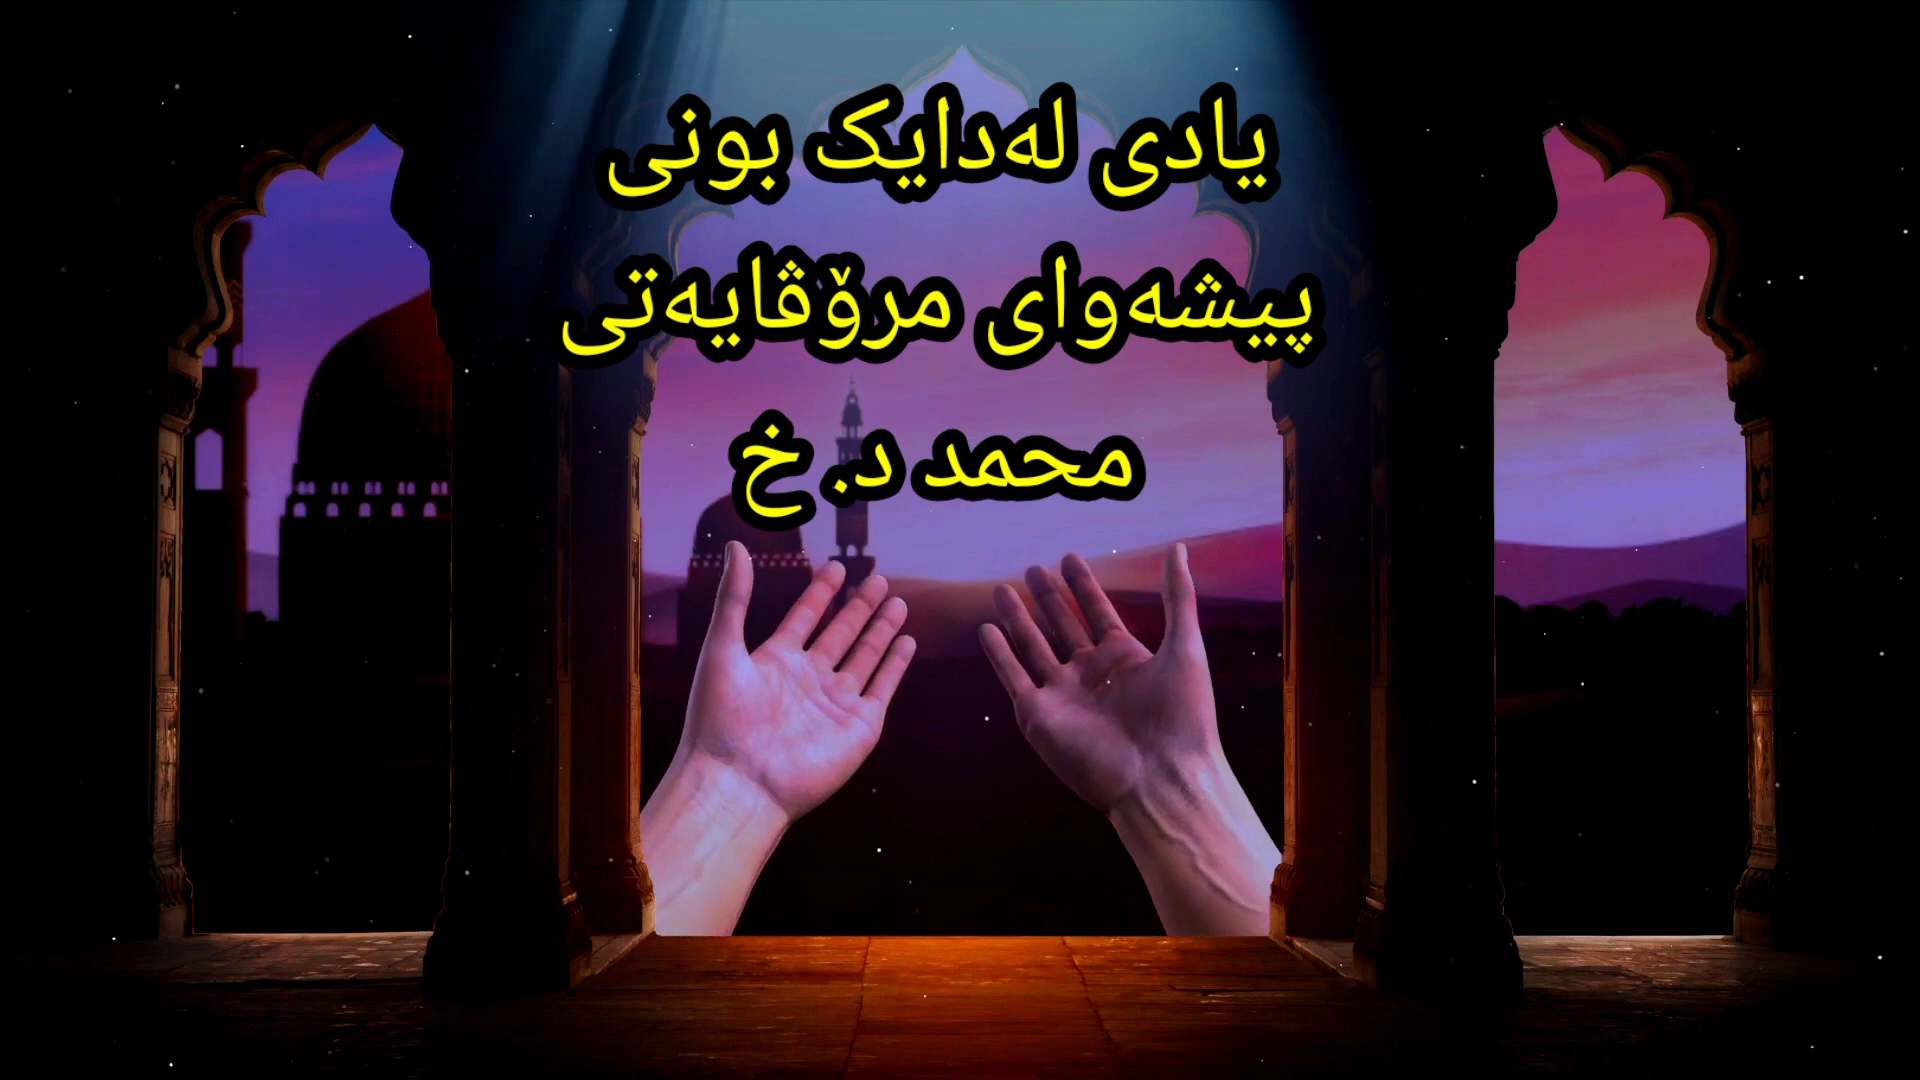 یادی لەدایک بونی
پیشەوای مرۆڤایەتی
محمد د. خ